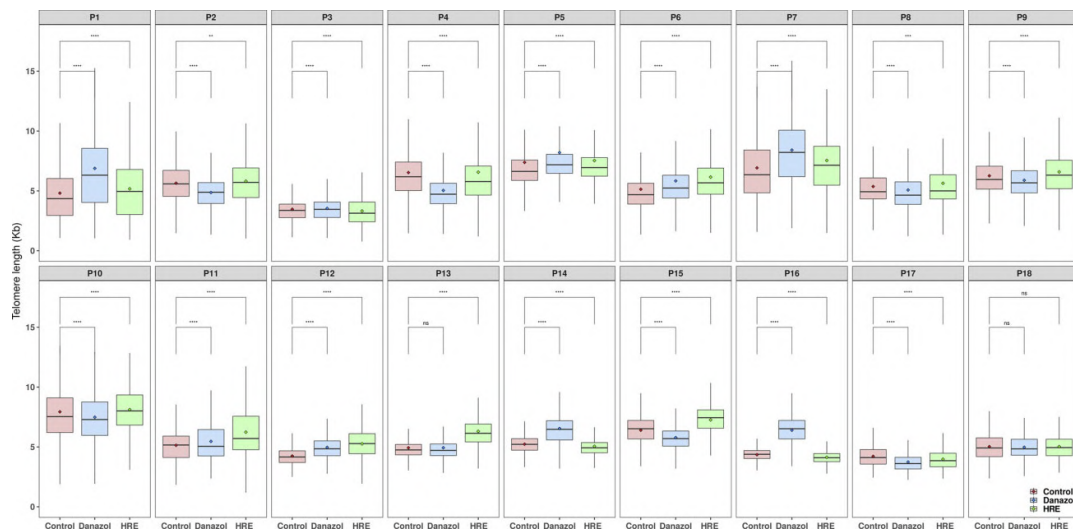 P1 P2 P3 P4 P5 P6 P7 P8 P9
**** ** **** **** **** **** **** *** ****
**** **** **** **** **** **** **** **** ****
15
10
5
0
Telomere length (Kb)
P10 P11 P12 P13 P14 P15 P16 P17 P18
**** **** **** **** **** **** **** **** ns
**** **** **** ns **** **** **** **** ns
15
10
5
0
Control Danazol HRE Control Danazol HRE Control Danazol HRE Control Danazol HRE Control Danazol HRE Control Danazol HRE Control Danazol HRE Control Danazol HRE Control Danazol HRE
Control
Danazol
HRE